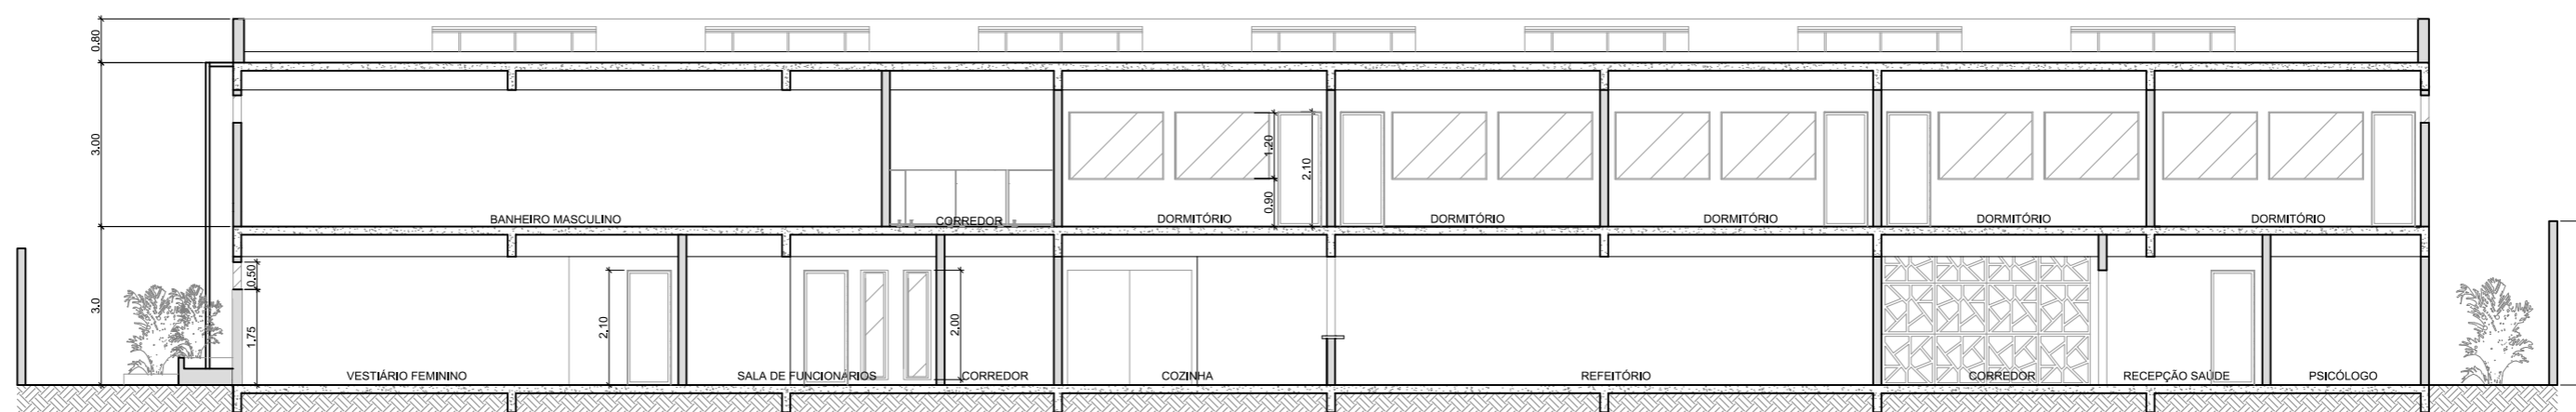 0.80
3.00
1.20
2.10
0.90
BANHEIRO MASCULINO
CORREDOR
DORMITÓRIO
DORMITÓRIO
DORMITÓRIO
DORMITÓRIO
DORMITÓRIO
3.0
0.50
1.75
2.10
2.00
VESTIÁRIO FEMININO
SALA DE FUNCIONÁRIOS
CORREDOR
COZINHA
REFEITÓRIO
CORREDOR
RECEPÇÃO SAÚDE
PSICÓLOGO